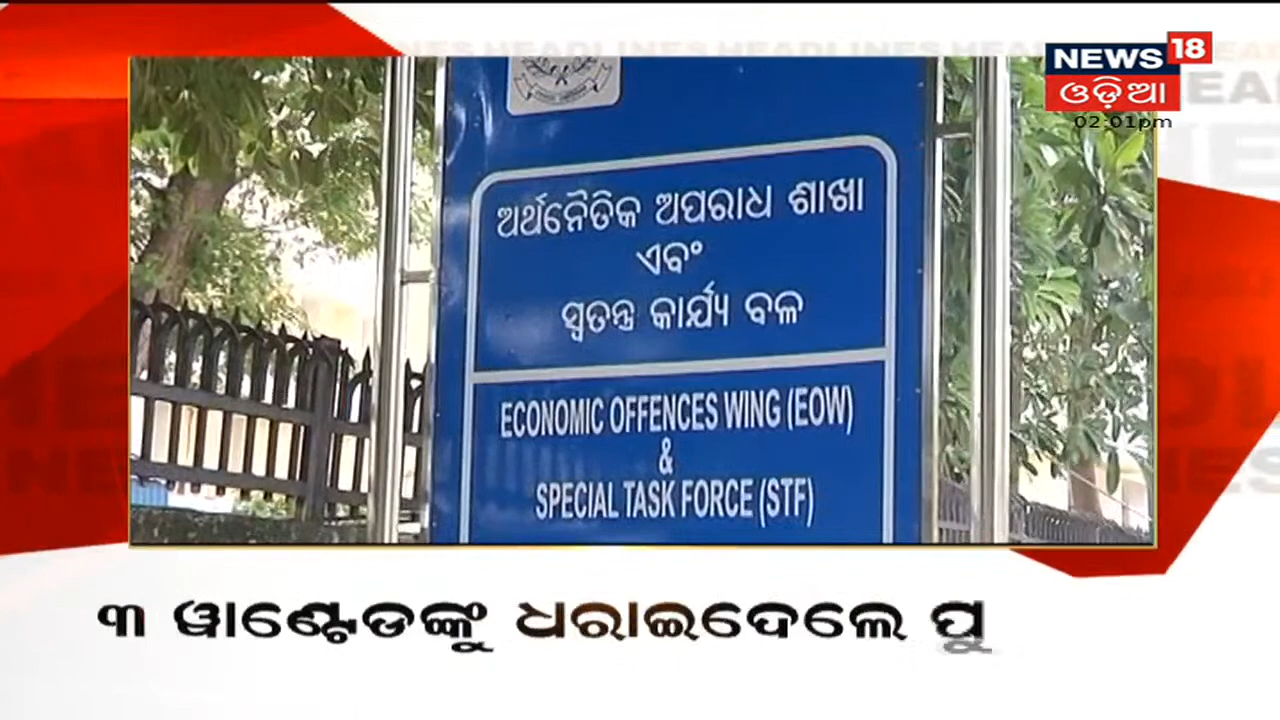 NEWS 18
ଓଡ଼ିଆ
02:01pm
ଅର୍ଥନୈତିକ ଅପରାଧ ଶାଖା
ଏବଂ
ସ୍ୱତନ୍ତ୍ର କାର୍ଯ୍ୟ ବଳ
ECONOMIC OFFENCES WING (EOW)
&
SPECIAL TASK FORCE (STF)
୩ ୱାଣ୍ଟେଡଙ୍କୁ ଧରାଇଦେଲେ ପୁ